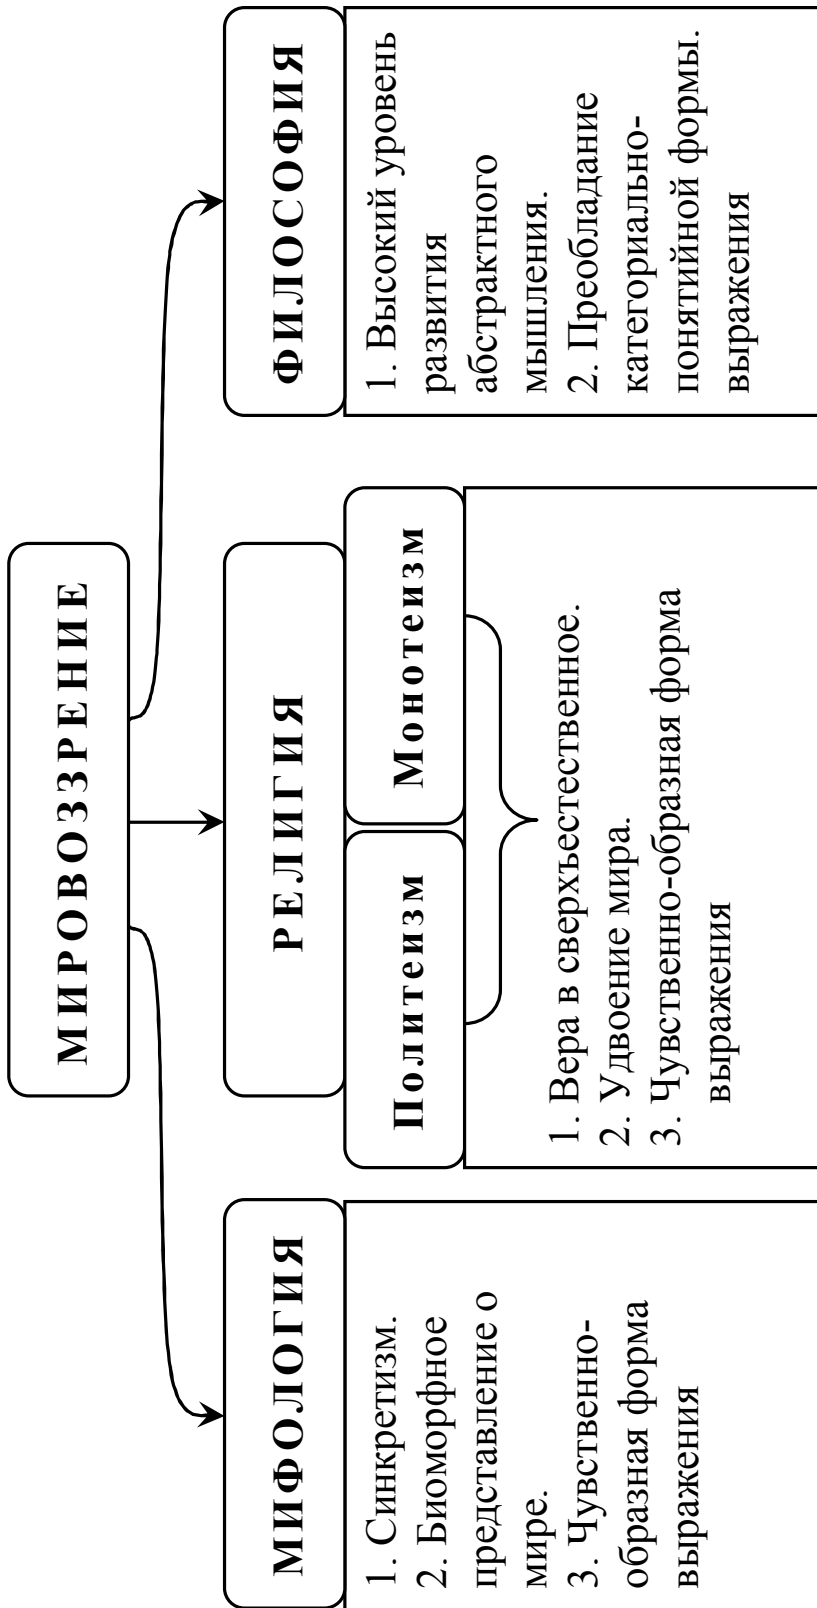 МИРОВОЗЗРЕНИЕ
МИФОЛОГИЯ
1. Синкретизм.
2. Биоморфное
представление о
мире.
3. Чувственно-
образная форма
выражения
РЕЛИГИЯ
Политеизм
Монотеизм
1. Вера в сверхъестественное.
2. Удвоение мира.
3. Чувственно-образная форма
выражения
ФИЛОСОФИЯ
1. Высокий уровень
развития
абстрактного
мышления.
2. Преобладание
категориально-
понятийной формы.
выражения